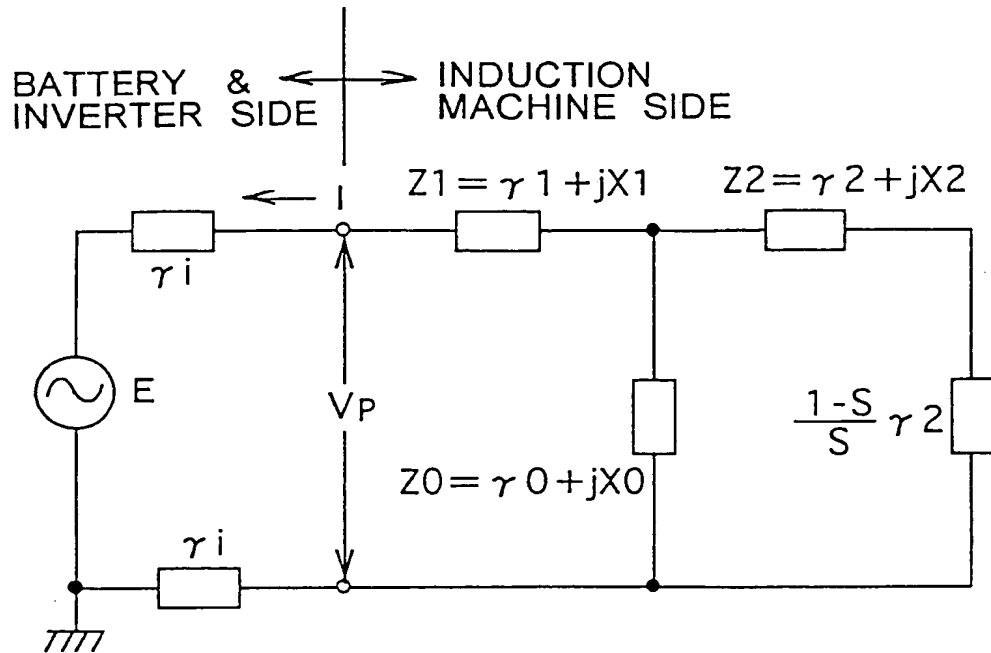 BATTERY &
INVERTER SIDE
INDUCTION
MACHINE SIDE
I
Z1=γ1+jX1
Z2=γ2+jX2
γi
E
VP
1-S
S
γ2
Z0=γ0+jX0
γi